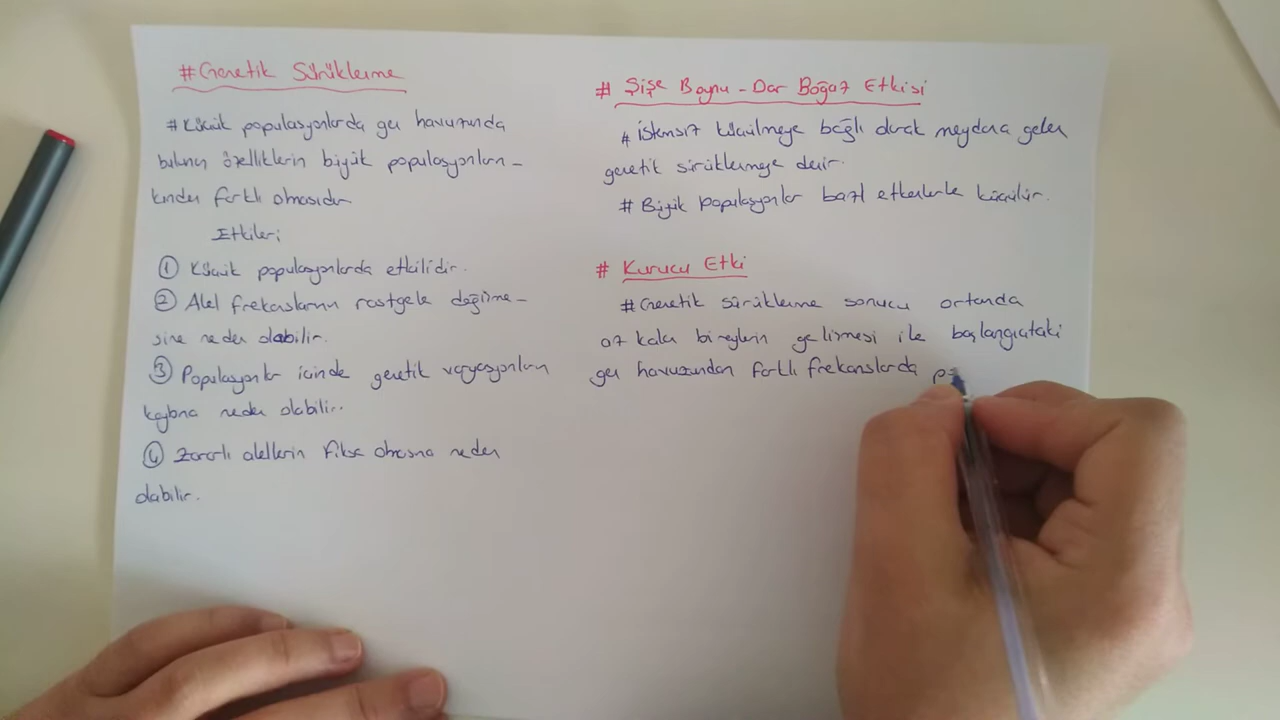 #Genetik Sürüklenme
#Küçük populasyonlarda gen havuzunda
bulunan özelliklerin büyük populasyonların-
kinden farklı olmasıdır
Etkileri
① Küçük populasyonlarda etkilidir.
② Alel frekanslarının rastgele değişme-
sine neden olabilir.
③ Populasyonlar içinde genetik varyasyonların
kaybına neden olabilir.
④ Zararlı alellerin fikse olmasına neden
olabilir.
# Şişe Boynu - Dar Boğaz Etkisi
# İstemsiz küçülmeye bağlı olarak meydana gelen
genetik sürüklenmeye denir.
# Büyük populasyonlar bazı etkenlerle küçülür.
# Kurucu Etki
#Genetik sürüklenme sonucu ortamda
az kalan bireylerin gelişmesi ile başlangıçtaki
gen havuzundan farklı frekanslarda